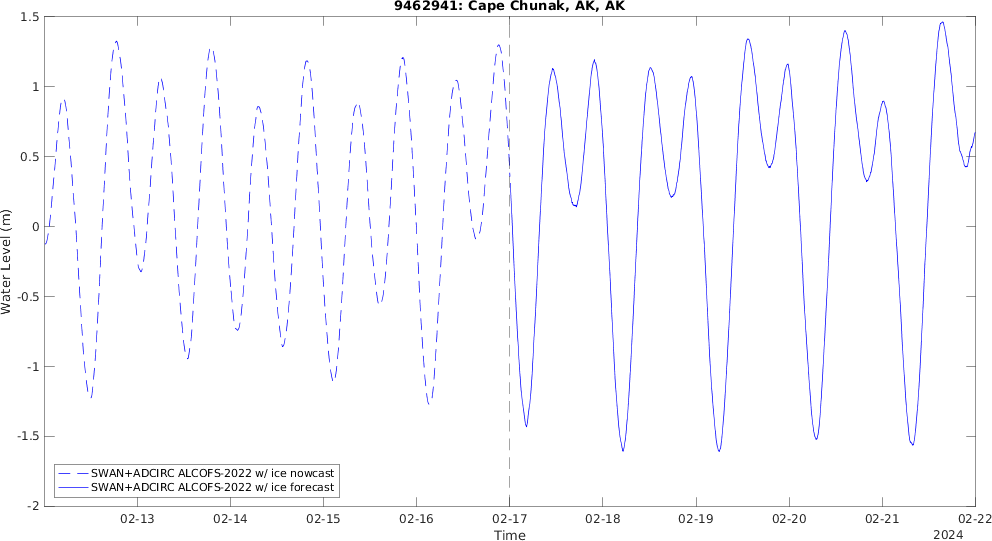 9462941: Cape Chunak, AK, AK
1.5
1
0.5
0
-0.5
-1
-1.5
-2
Water Level (m)
SWAN+ADCIRC ALCOFS-2022 w/ ice nowcast
SWAN+ADCIRC ALCOFS-2022 w/ ice forecast
02-13 02-14 02-15 02-16 02-17 02-18 02-19 02-20 02-21 02-22
Time
2024